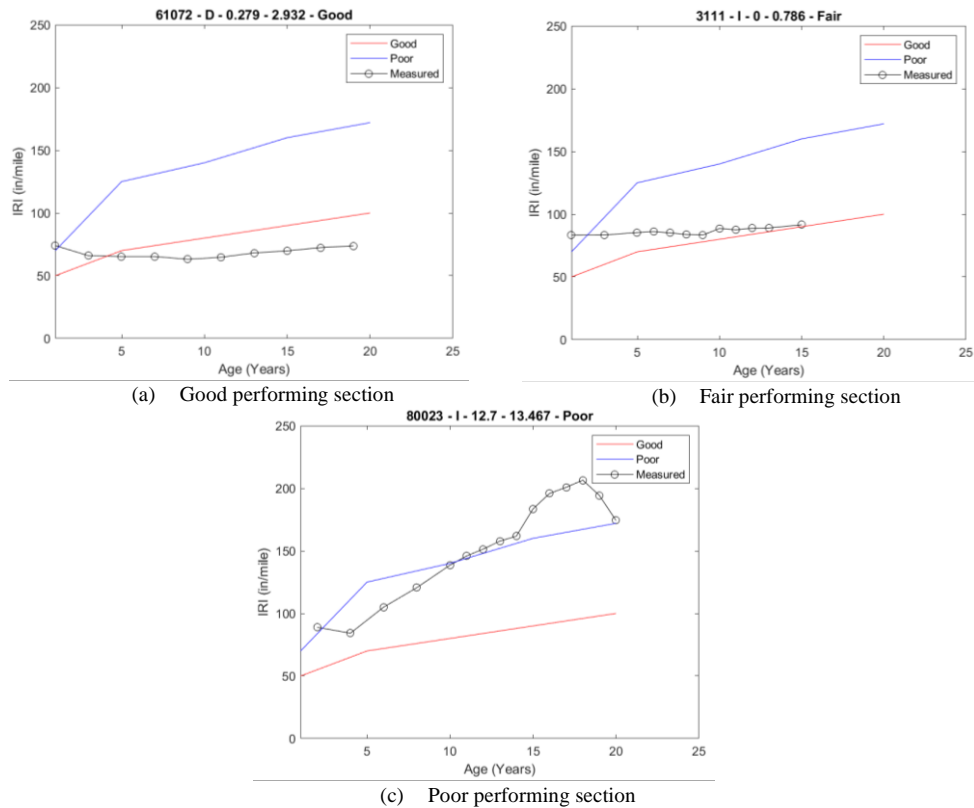 61072 - D - 0.279 - 2.932 - Good
250
200
150
100
50
0
IRI (in/mile)
Good
Poor
Measured
5
10
15
20
25
Age (Years)
(a) Good performing section
3111 - I - 0 - 0.786 - Fair
250
200
150
100
50
0
IRI (in/mile)
Good
Poor
Measured
5
10
15
20
25
Age (Years)
(b) Fair performing section
80023 - I - 12.7 - 13.467 - Poor
250
200
150
100
50
0
IRI (in/mile)
Good
Poor
Measured
5
10
15
20
25
Age (Years)
(c) Poor performing section